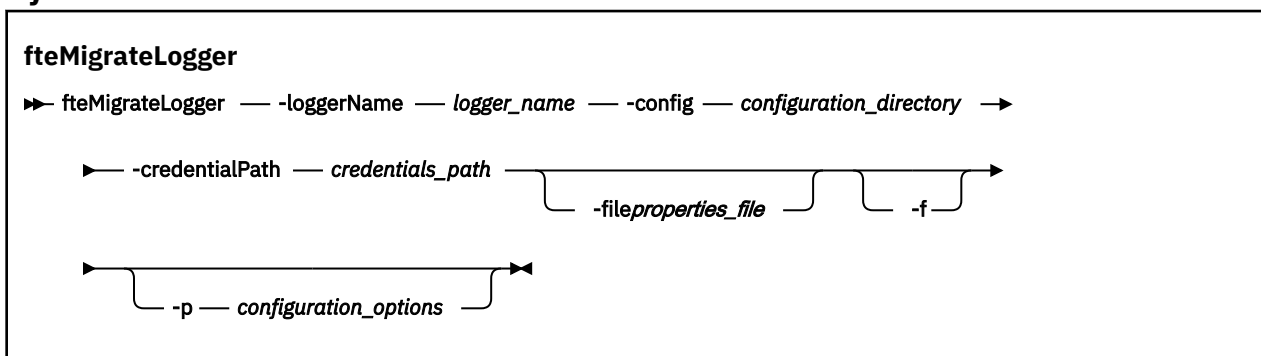 fteMigrateLogger
fteMigrateLogger -loggerName logger_name -config configuration_directory
-credentialPath credentials_path
-fileproperties_file -f
-p configuration_options